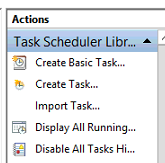 Actions
Task Scheduler Libr...
Create Basic Task...
Create Task...
Import Task...
Display All Running...
Disable All Tasks Hi...